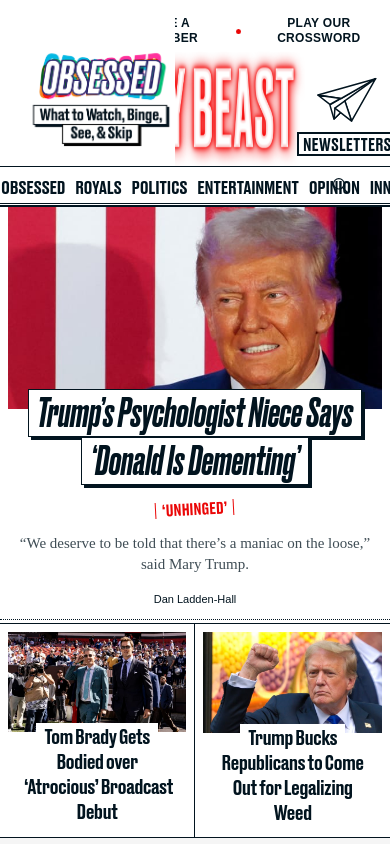 E A
BER
PLAY OUR
CROSSWORD
OBSESSED
What to Watch, Binge,
See, & Skip
Y BEAST
NEWSLETTERS
OBSESSED ROYALS POLITICS ENTERTAINMENT OPINION INN
Trump’s Psychologist Niece Says
‘Donald Is Dementing’
‘UNHINGED’
“We deserve to be told that there’s a maniac on the loose,”
said Mary Trump.
Dan Ladden-Hall
Tom Brady Gets
Bodied over
‘Atrocious’ Broadcast
Debut
Trump Bucks
Republicans to Come
Out for Legalizing
Weed